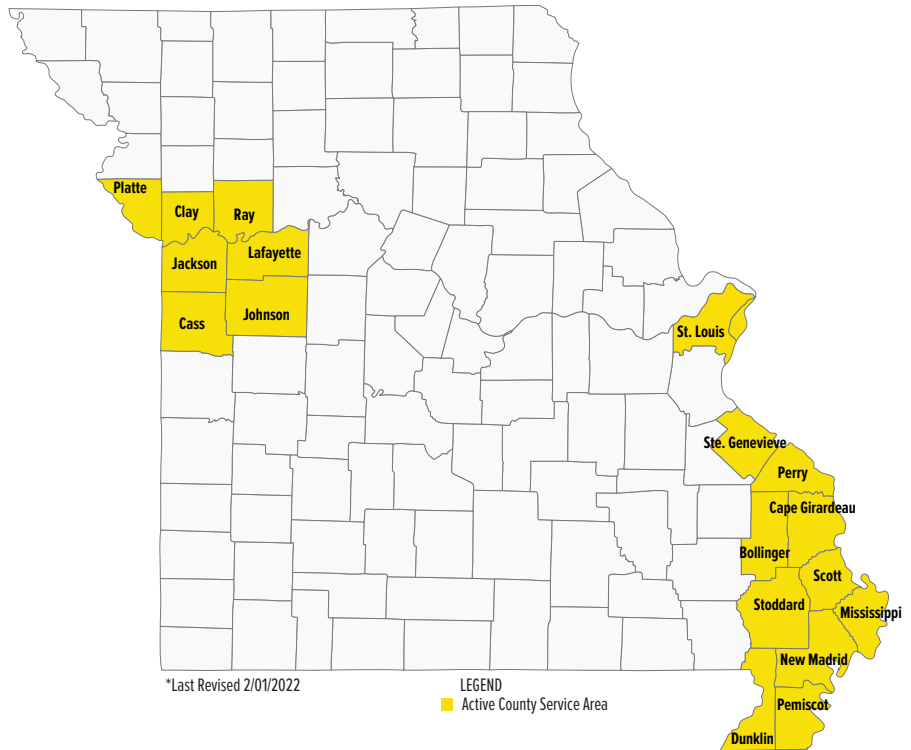 Platte
Clay
Ray
Lafayette
Jackson
Johnson
Cass
St. Louis
Ste. Genevieve
Perry
Cape Girardeau
Bollinger
Scott
Stoddard
Mississippi
New Madrid
Pemiscot
Dunklin
*Last Revised 2/01/2022
LEGEND
Active County Service Area